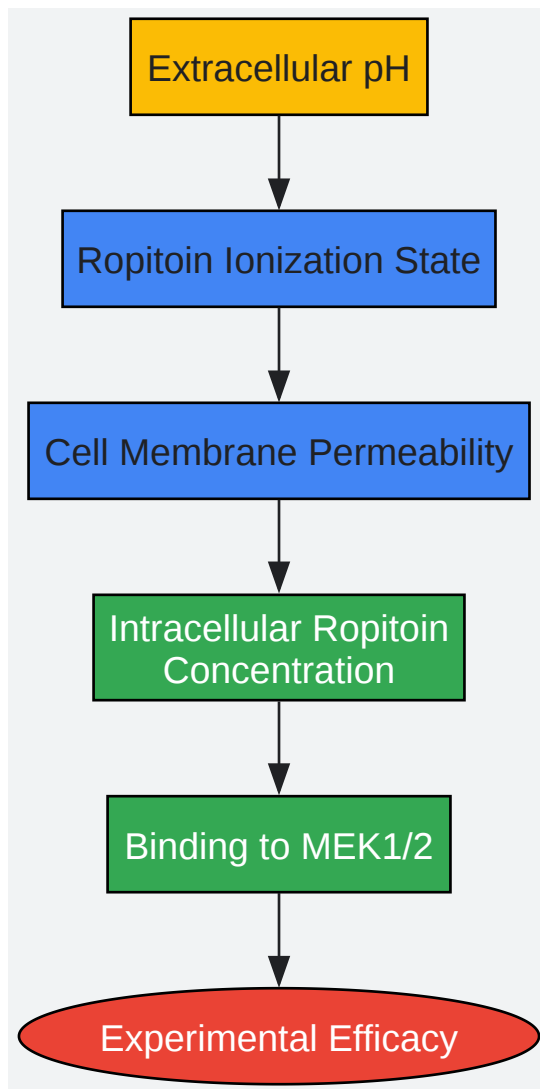 Extracellular pH
Ropitoin Ionization State
Cell Membrane Permeability
Intracellular Ropitoin
Concentration
Binding to MEK1/2
Experimental Efficacy